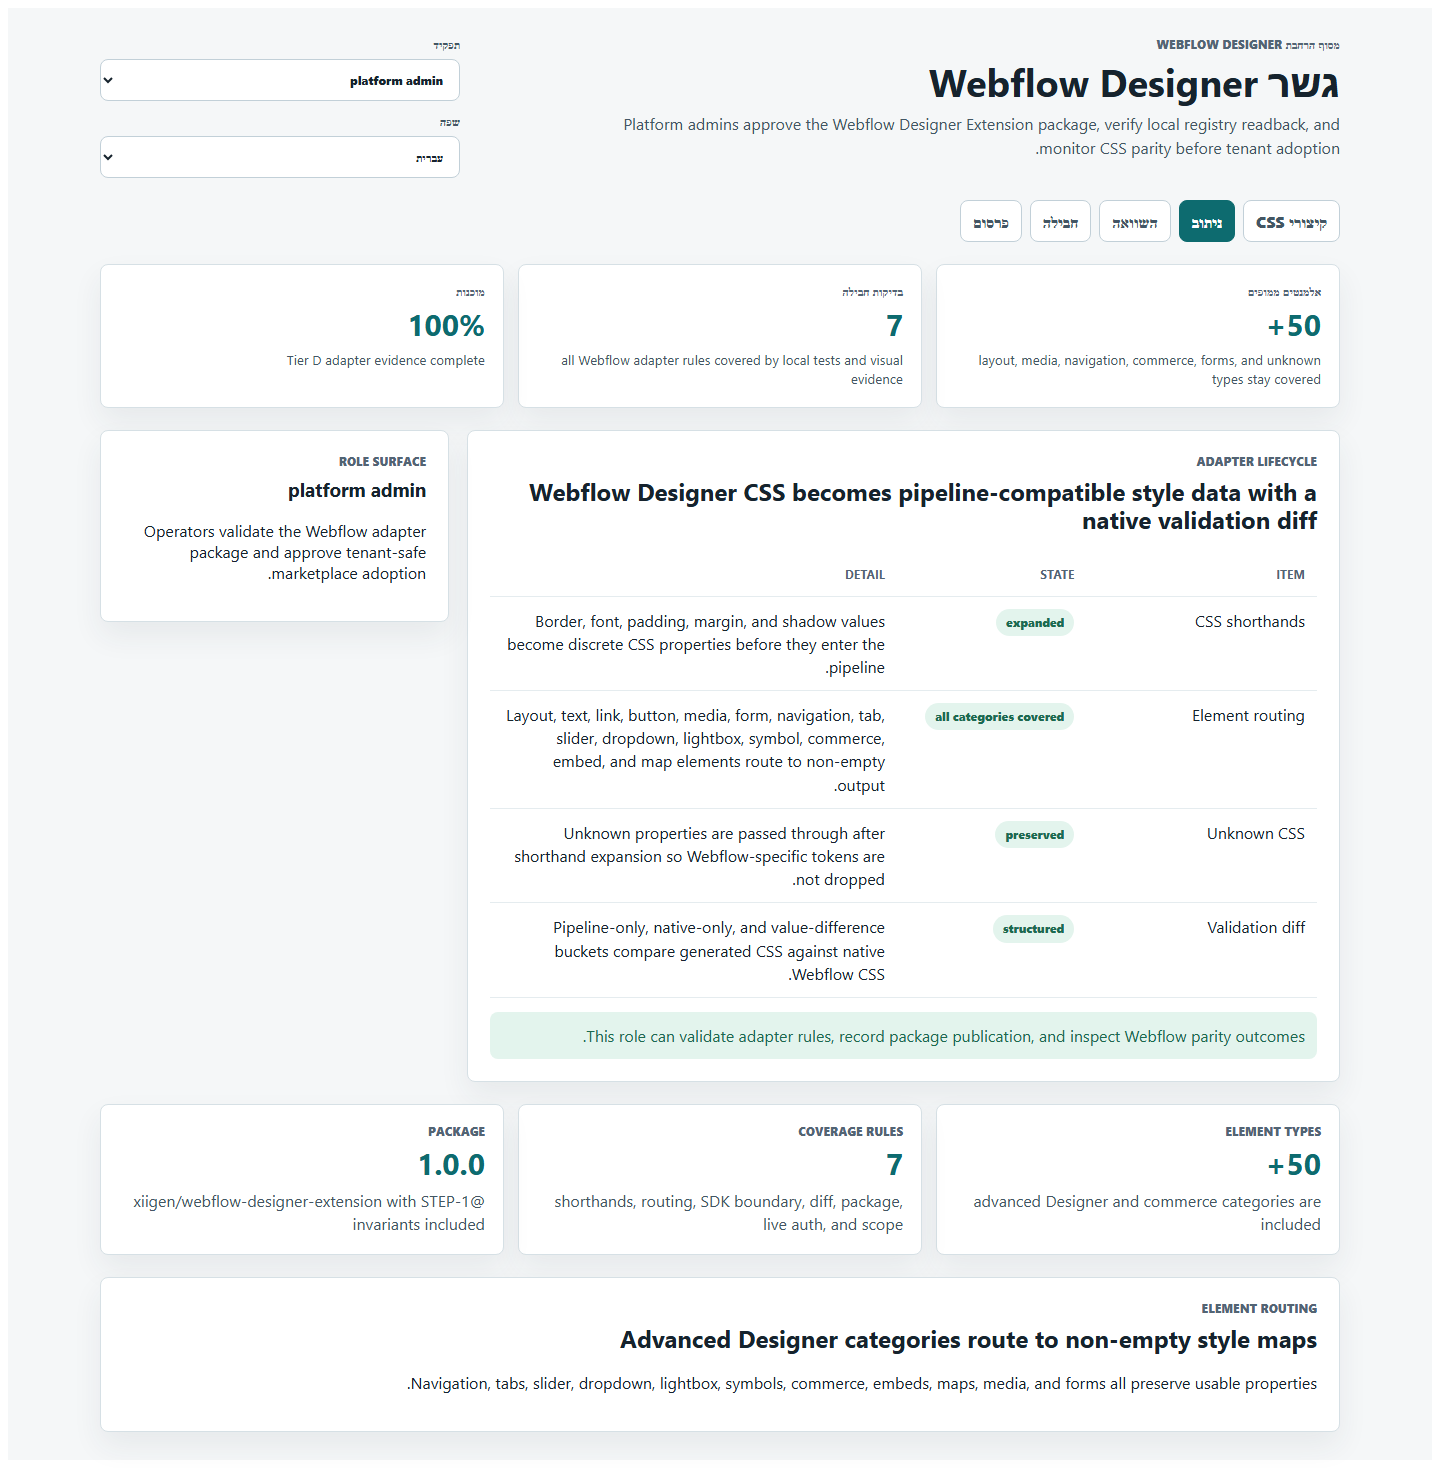 מסוף הרחבת WEBFLOW DESIGNER
גשר Webflow Designer
Platform admins approve the Webflow Designer Extension package, verify local registry readback, and
monitor CSS parity before tenant adoption.
תפקיד
platform admin
שפה
עברית
קיצורי CSS
ניתוב
השוואה
חבילה
פרסום
אלמנטים ממופים
50+
layout, media, navigation, commerce, forms, and unknown
types stay covered
בדיקות חבילה
7
all Webflow adapter rules covered by local tests and visual
evidence
מוכנות
100%
Tier D adapter evidence complete
ADAPTER LIFECYCLE
Webflow Designer CSS becomes pipeline-compatible style data with a
native validation diff
ITEM STATE DETAIL
CSS shorthands
expanded
Border, font, padding, margin, and shadow values
become discrete CSS properties before they enter the
pipeline.
Element routing
all categories covered
Layout, text, link, button, media, form, navigation, tab,
slider, dropdown, lightbox, symbol, commerce,
embed, and map elements route to non-empty
output.
Unknown CSS
preserved
Unknown properties are passed through after
shorthand expansion so Webflow-specific tokens are
not dropped.
Validation diff
structured
Pipeline-only, native-only, and value-difference
buckets compare generated CSS against native
Webflow CSS.
This role can validate adapter rules, record package publication, and inspect Webflow parity outcomes.
ROLE SURFACE
platform admin
Operators validate the Webflow adapter
package and approve tenant-safe
marketplace adoption.
ELEMENT TYPES
50+
advanced Designer and commerce categories are
included
COVERAGE RULES
7
shorthands, routing, SDK boundary, diff, package,
live auth, and scope
PACKAGE
1.0.0
@xiigen/webflow-designer-extension with STEP-1
invariants included
ELEMENT ROUTING
Advanced Designer categories route to non-empty style maps
Navigation, tabs, slider, dropdown, lightbox, symbols, commerce, embeds, maps, media, and forms all preserve usable properties.